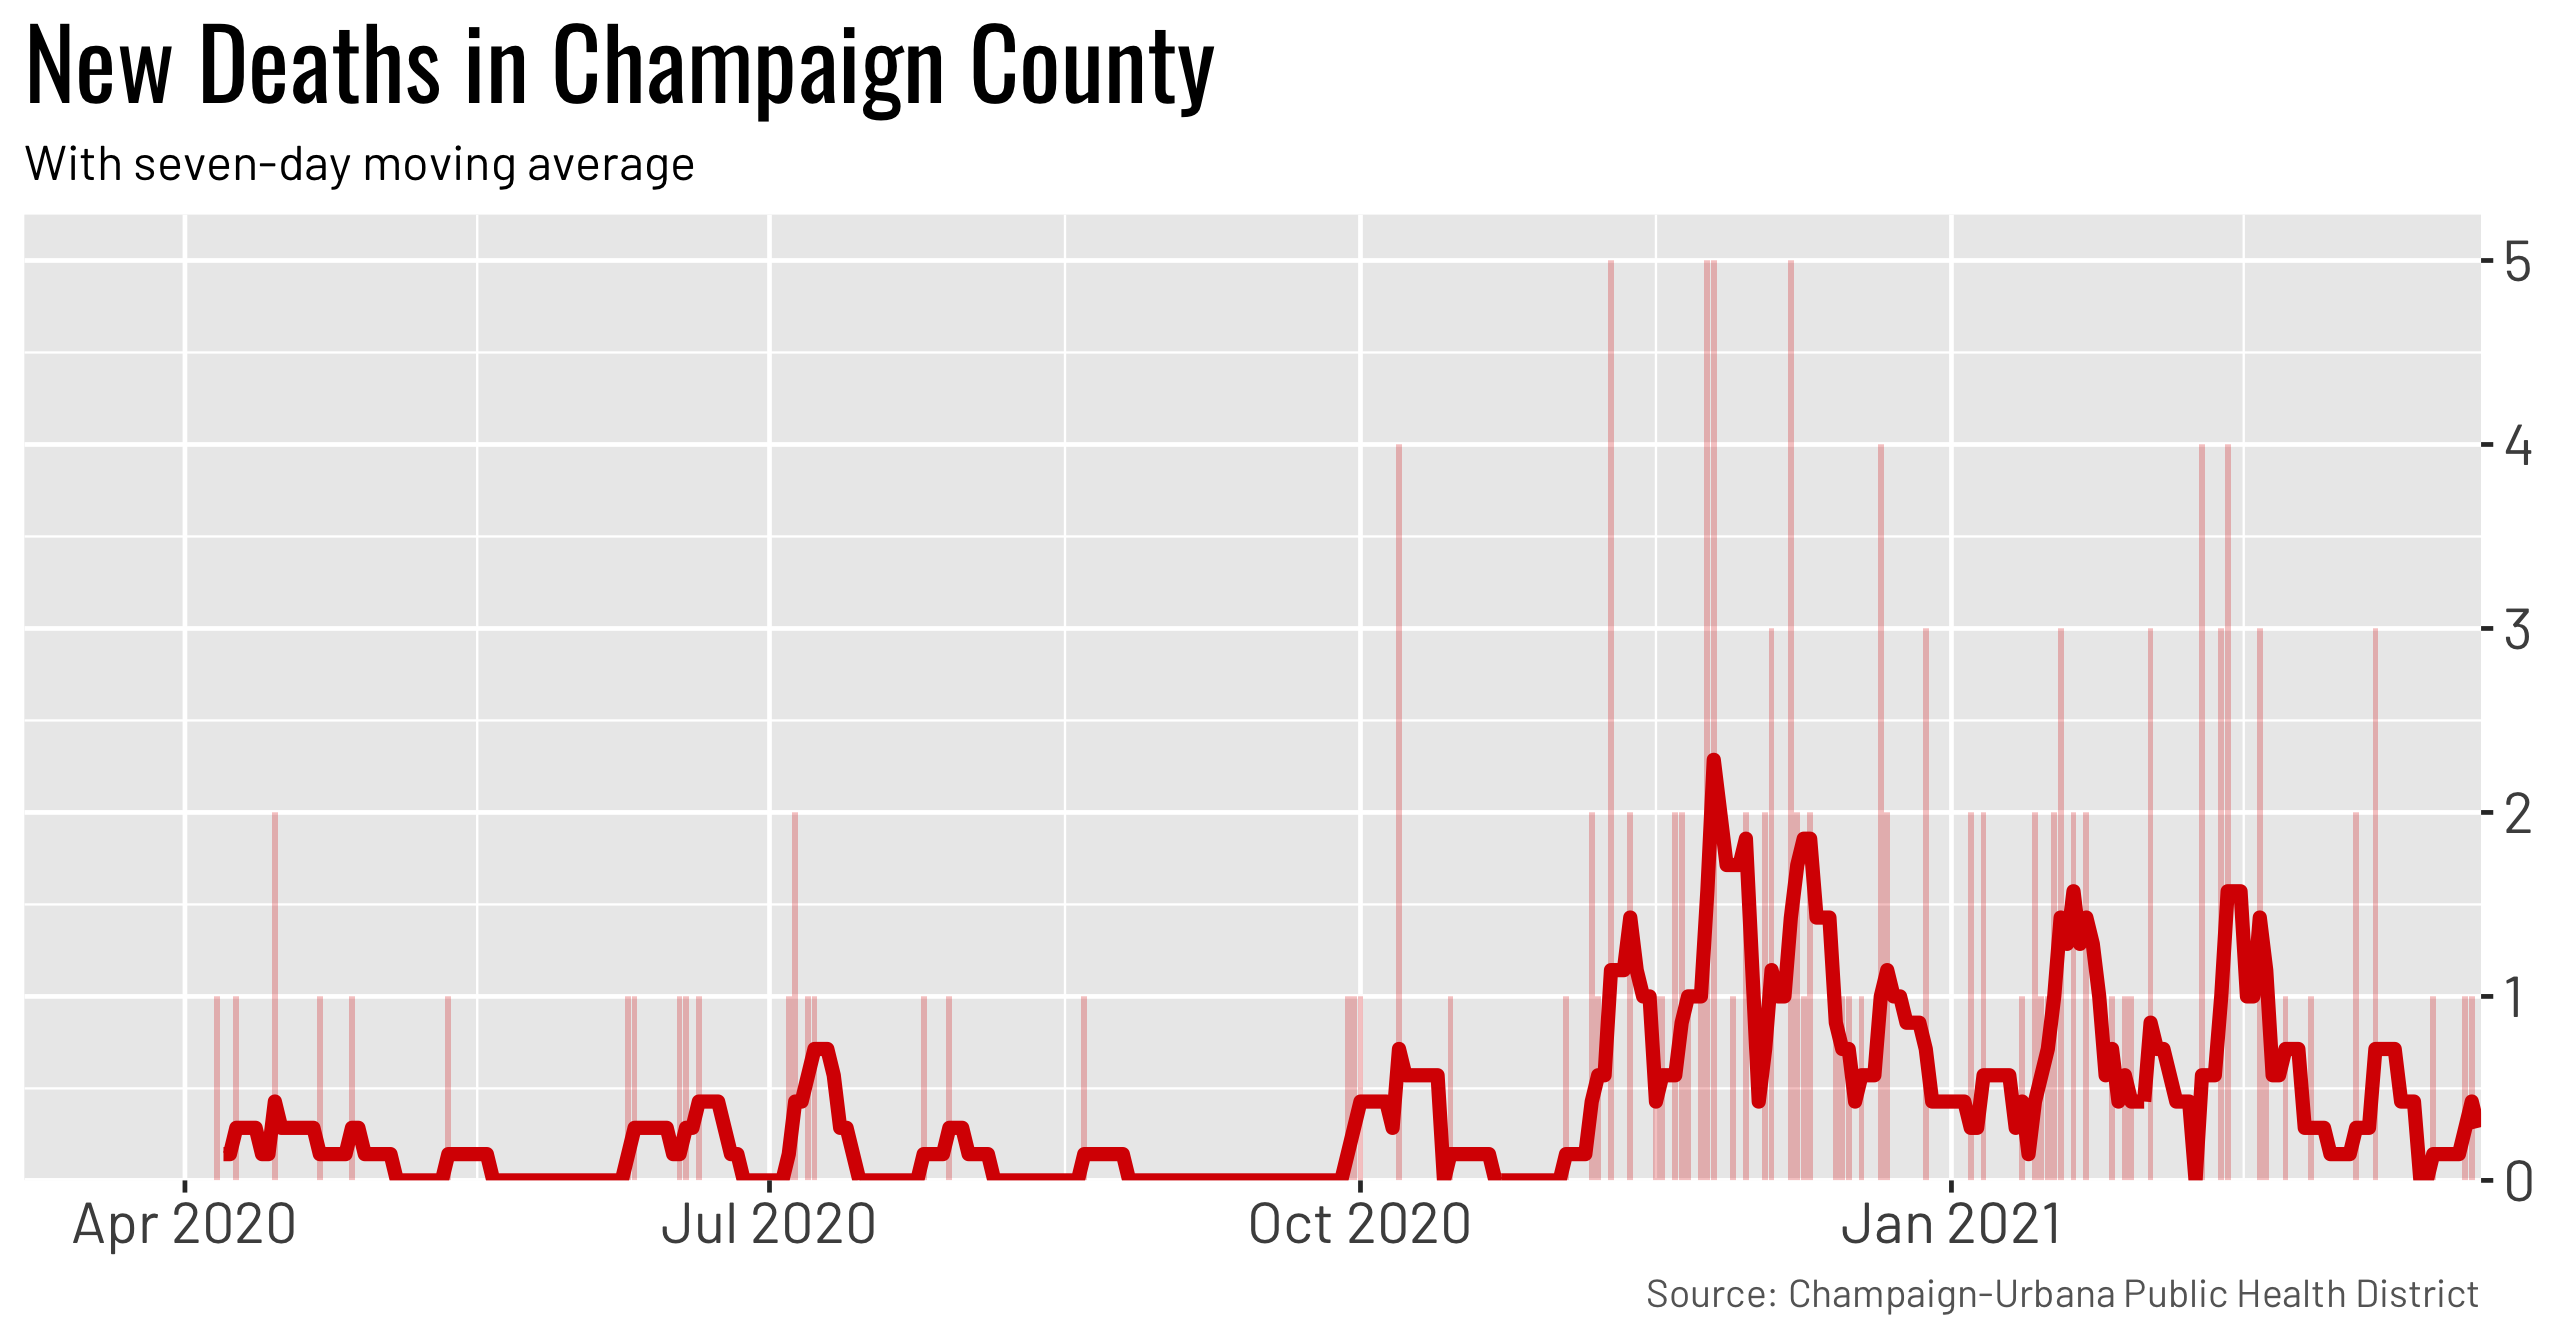 New Deaths in Champaign County
With seven-day moving average
5
4
3
2
1
0
Apr 2020 Jul 2020 Oct 2020 Jan 2021
Source: Champaign-Urbana Public Health District